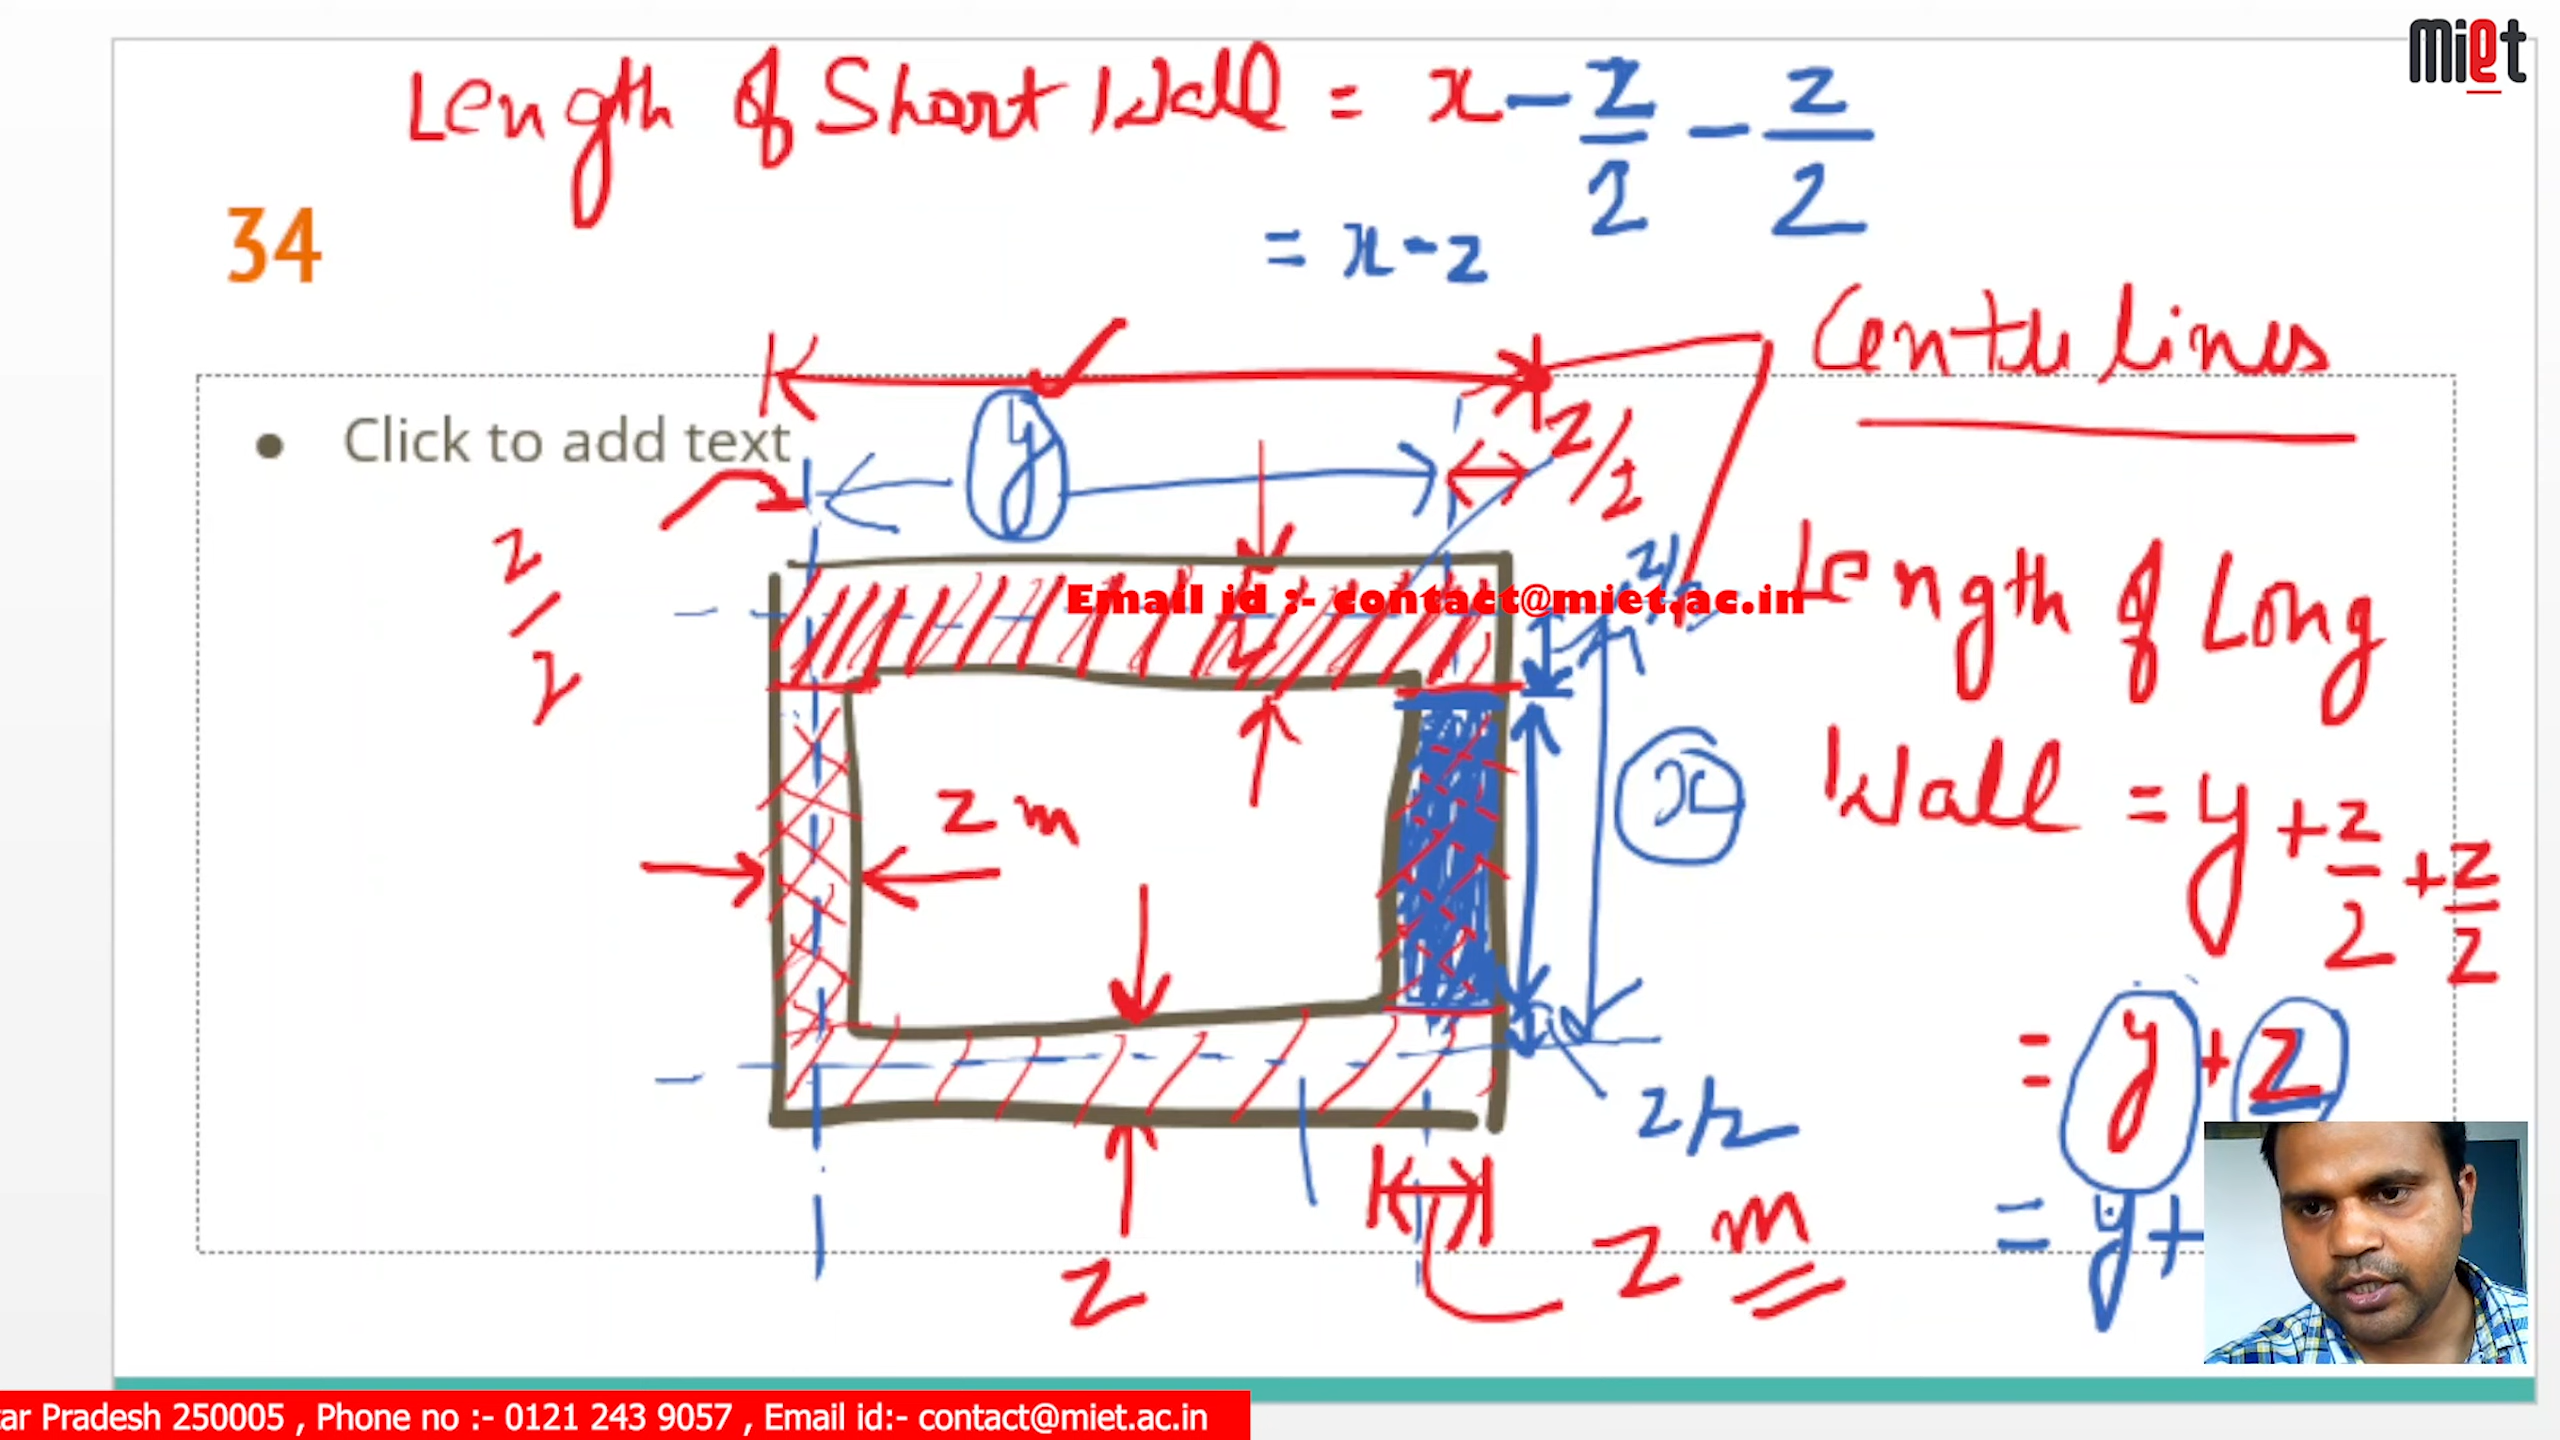 miet
Length of Short Wall = x - z/2 - z/2
= x - z
34
Centre lines
Click to add text
y
z/2
z/2
z/2
Email id :- contact@miet.ac.in
Length of Long
Wall = y + z/2 + z/2
x
z m
= y + z
z/2
= y +
z m
z
tar Pradesh 250005 , Phone no :- 0121 243 9057 , Email id:- contact@miet.ac.in